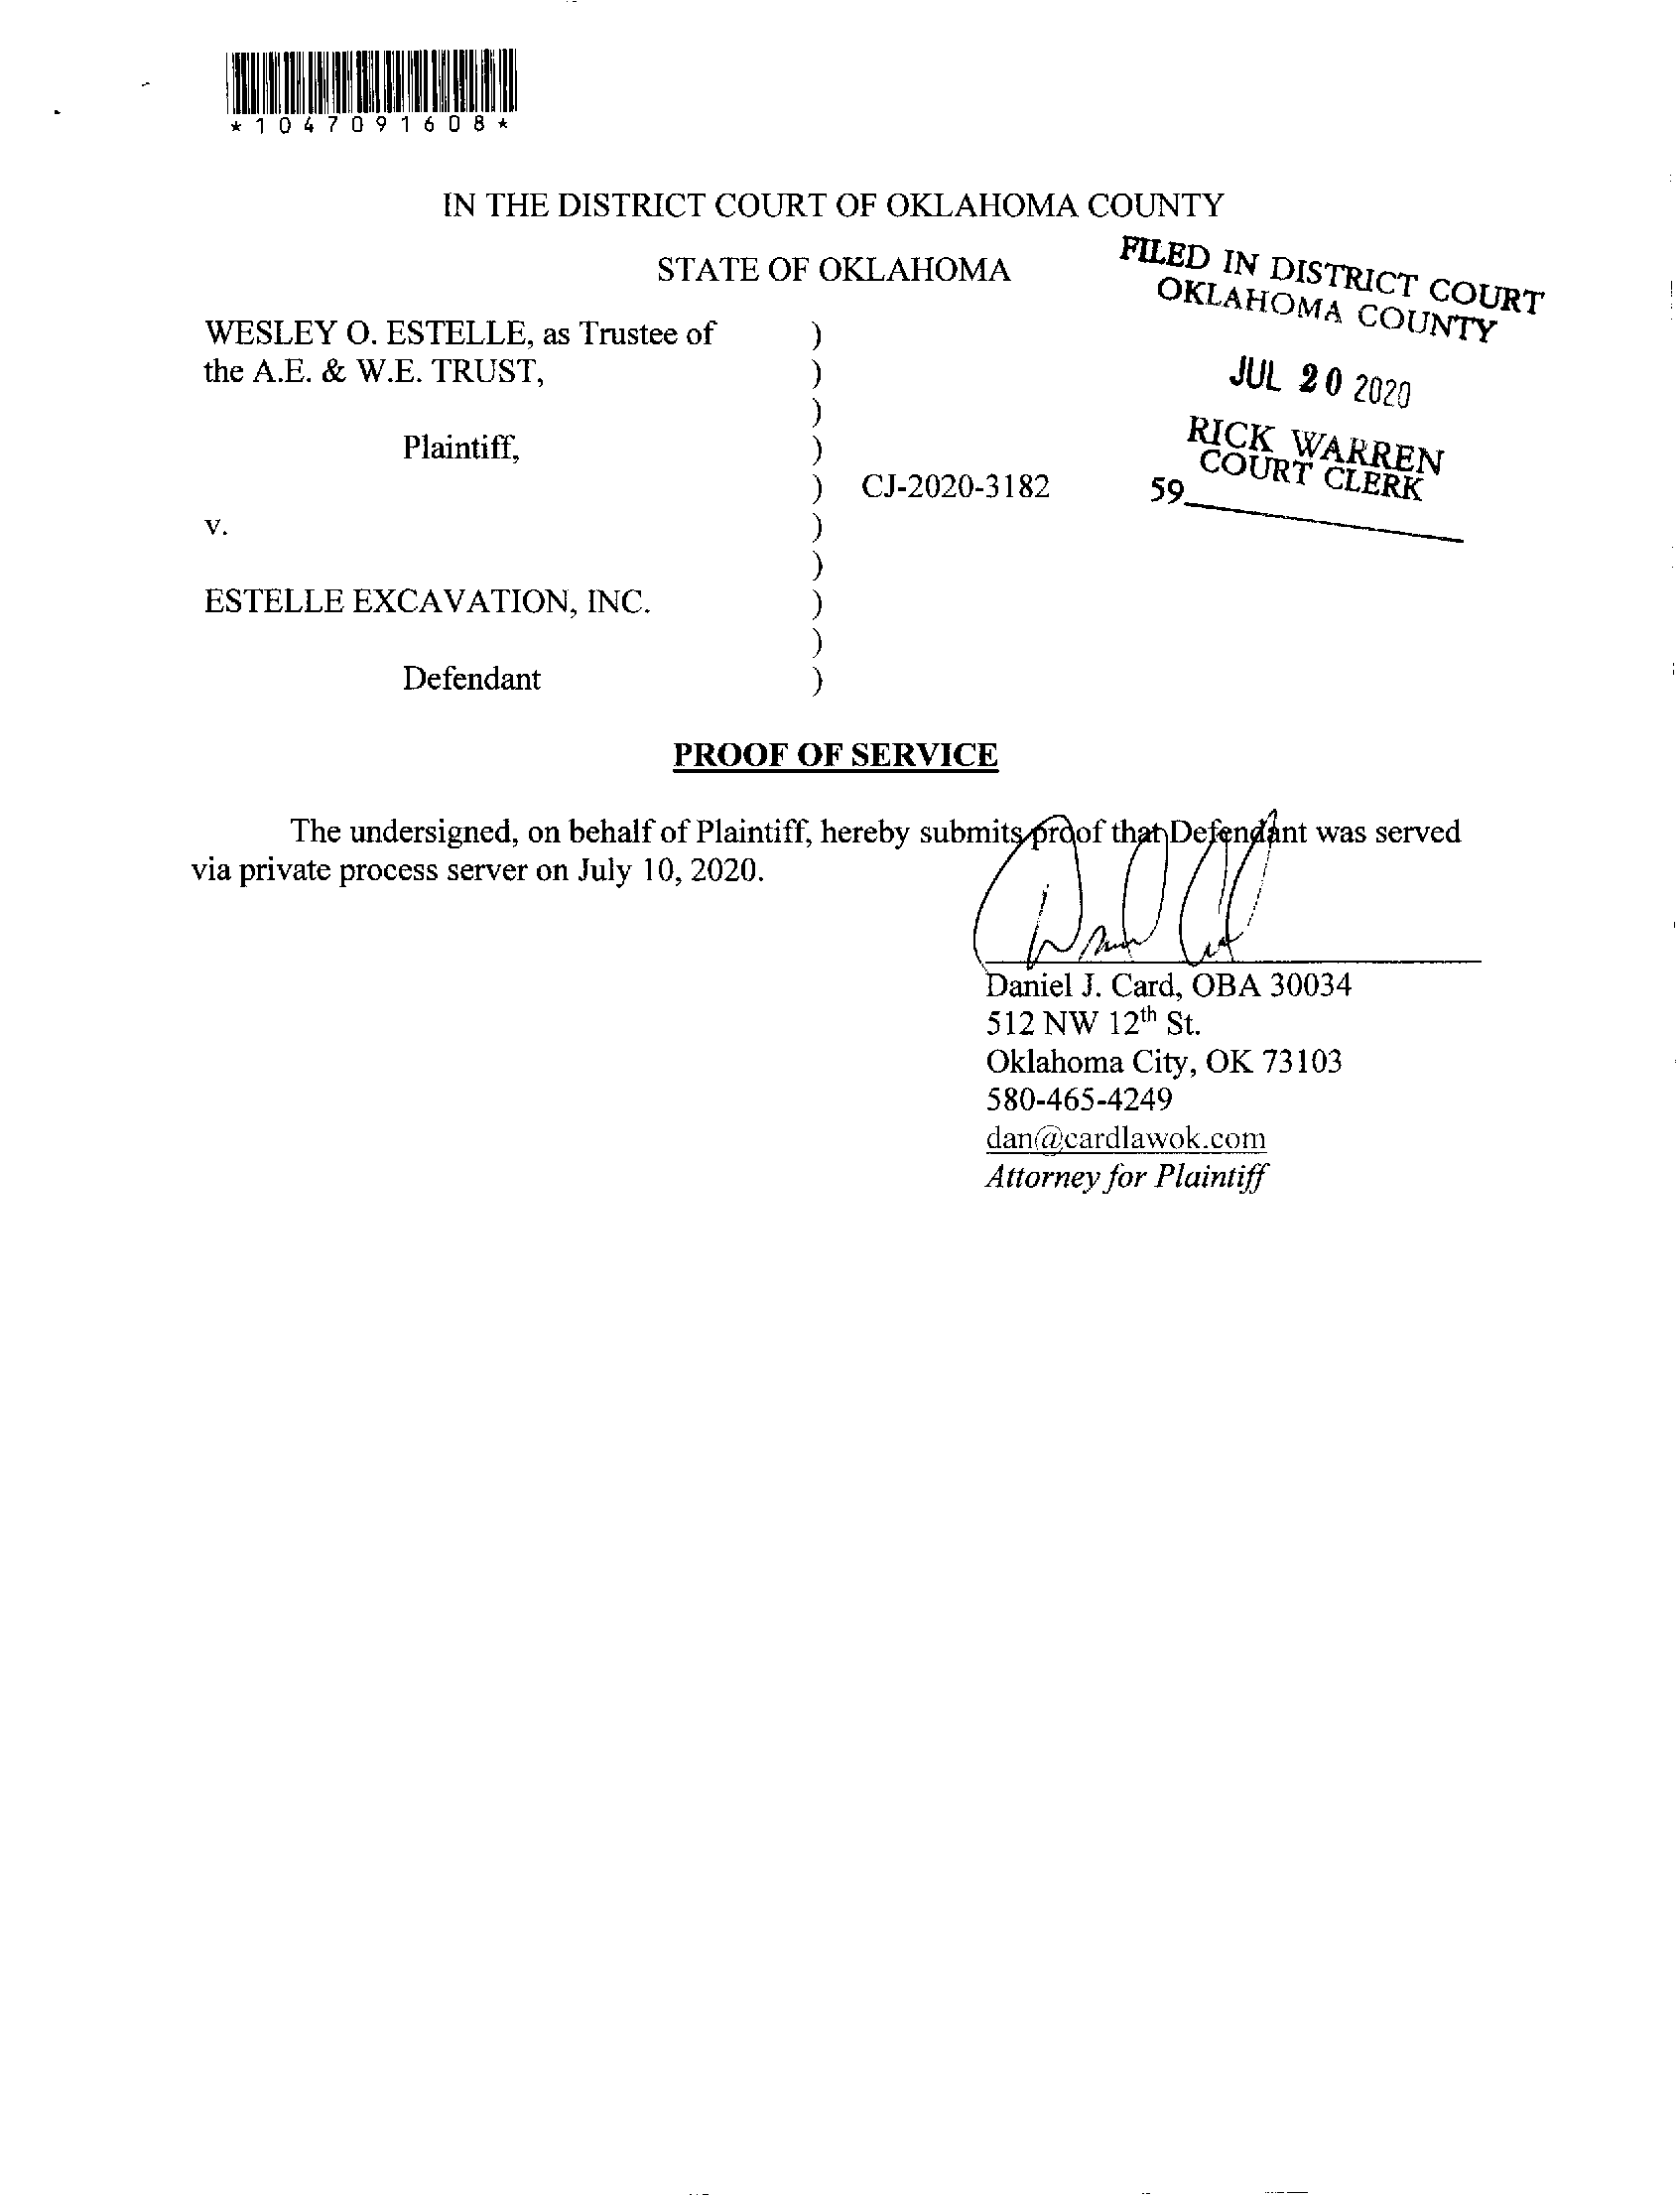 *1047091608*
IN THE DISTRICT COURT OF OKLAHOMA COUNTY
STATE OF OKLAHOMA
FILED IN DISTRICT COURT
OKLAHOMA COUNTY
JUL 20 2020
RICK WARREN
COURT CLERK
59
WESLEY O. ESTELLE, as Trustee of )
the A.E. & W.E. TRUST, )
)
Plaintiff, )
) CJ-2020-3182
v. )
)
ESTELLE EXCAVATION, INC. )
)
Defendant )
PROOF OF SERVICE
The undersigned, on behalf of Plaintiff, hereby submits proof that Defendant was served
via private process server on July 10, 2020.
Daniel J. Card, OBA 30034
512 NW 12th St.
Oklahoma City, OK 73103
580-465-4249
dan@cardlawok.com
Attorney for Plaintiff